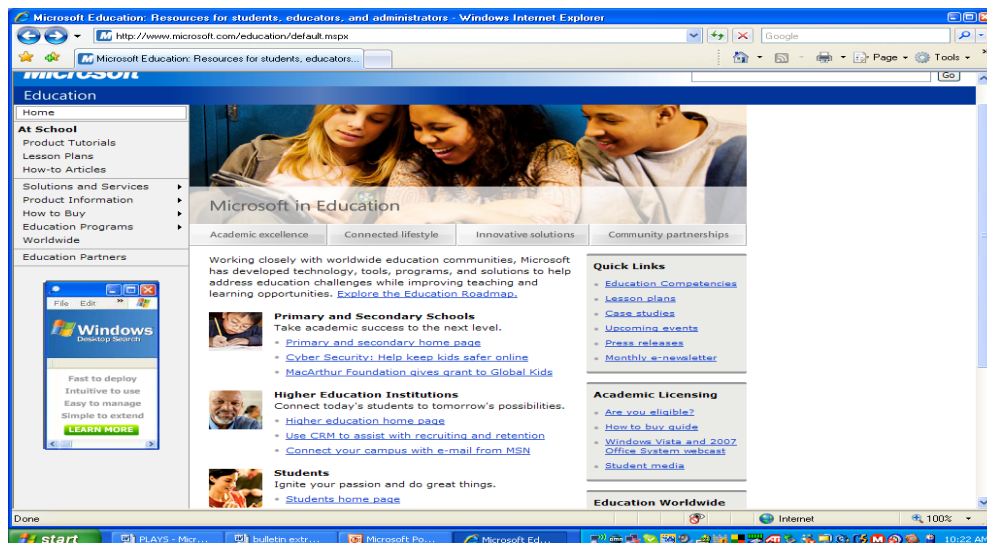 Microsoft Education: Resources for students, educators, and administrators - Windows Internet Explorer
http://www.microsoft.com/education/default.mspx
Google
Microsoft Education: Resources for students, educators...
Page
Tools
Microsoft
Go
Education
Home
At School
Product Tutorials
Lesson Plans
How-to Articles
Solutions and Services
Product Information
How to Buy
Education Programs
Worldwide
Education Partners
File Edit »
Windows
Desktop Search
Fast to deploy
Intuitive to use
Easy to manage
Simple to extend
LEARN MORE
Microsoft in Education
Academic excellence
Connected lifestyle
Innovative solutions
Community partnerships
Working closely with worldwide education communities, Microsoft
has developed technology, tools, programs, and solutions to help
address education challenges while improving teaching and
learning opportunities. Explore the Education Roadmap.
Primary and Secondary Schools
Take academic success to the next level.
Primary and secondary home
page
Cyber Security: Help keep kids safer online
MacArthur Foundation gives grant to Global Kids
Higher Education Institutions
Connect today's students to tomorrow's possibilities.
Higher education home page
Use CRM to assist with recruiting and retention
Connect your campus with e-mail from MSN
Students
Ignite your passion and do great things.
Students home page
Quick Links
Education Competencies
Lesson plans
Case studies
Upcoming events
Press releases
Monthly e-newsletter
Academic Licensing
Are you eligible?
How to buy guide
Windows Vista and 2007
Office System webcast
Student media
Education Worldwide
Done
Internet
100%
start
PLAYS - Micr...
bulletin extr...
Microsoft Po...
Microsoft Ed...
10:22 AM